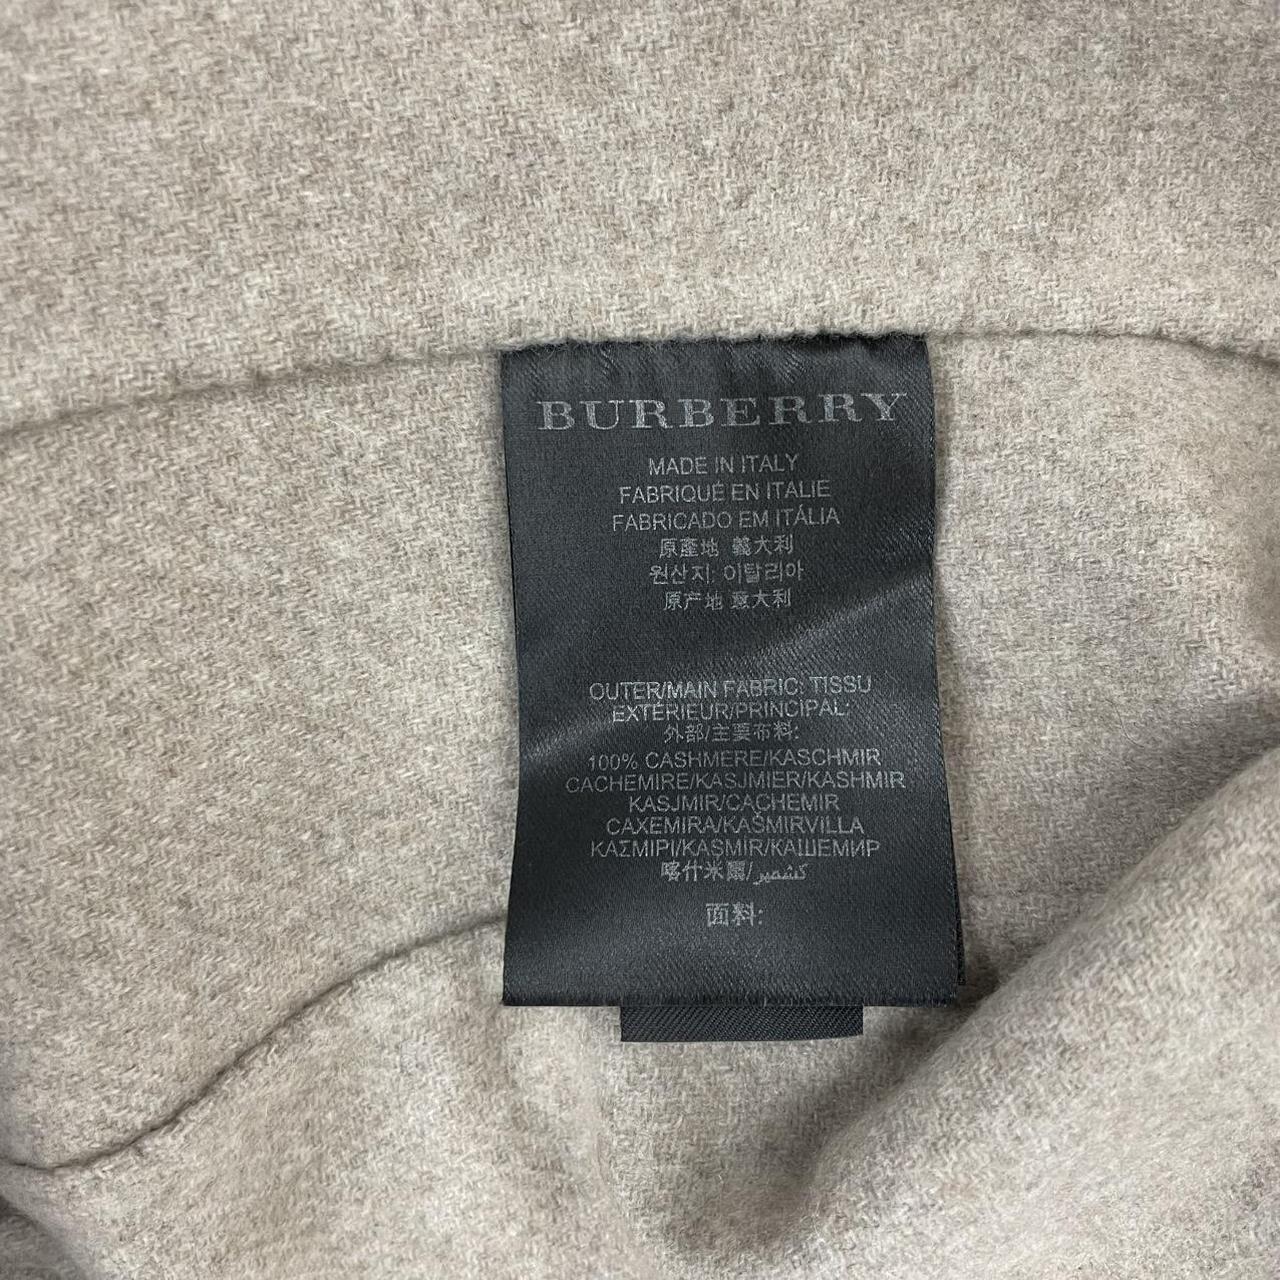 BURBERRY
MADE IN ITALY
FABRIQUÉ EN ITALIE
FABRICADO EM ITÁLIA
原產地 義大利
원산지: 이탈리아
原产地 意大利
OUTER/MAIN FABRIC: TISSU
EXTÉRIEUR/PRINCIPAL:
外部/主要布料:
100% CASHMERE/KASCHMIR
CACHEMIRE/KASJMIER/KASHMIR
KASJMIR/CACHEMIR
CAXEMIRA/KAŠMIRVILLA
ΚΑΣΜΙΡΙ/KAŞMİR/КАШЕМИР
喀什米爾/كشمير
面料: